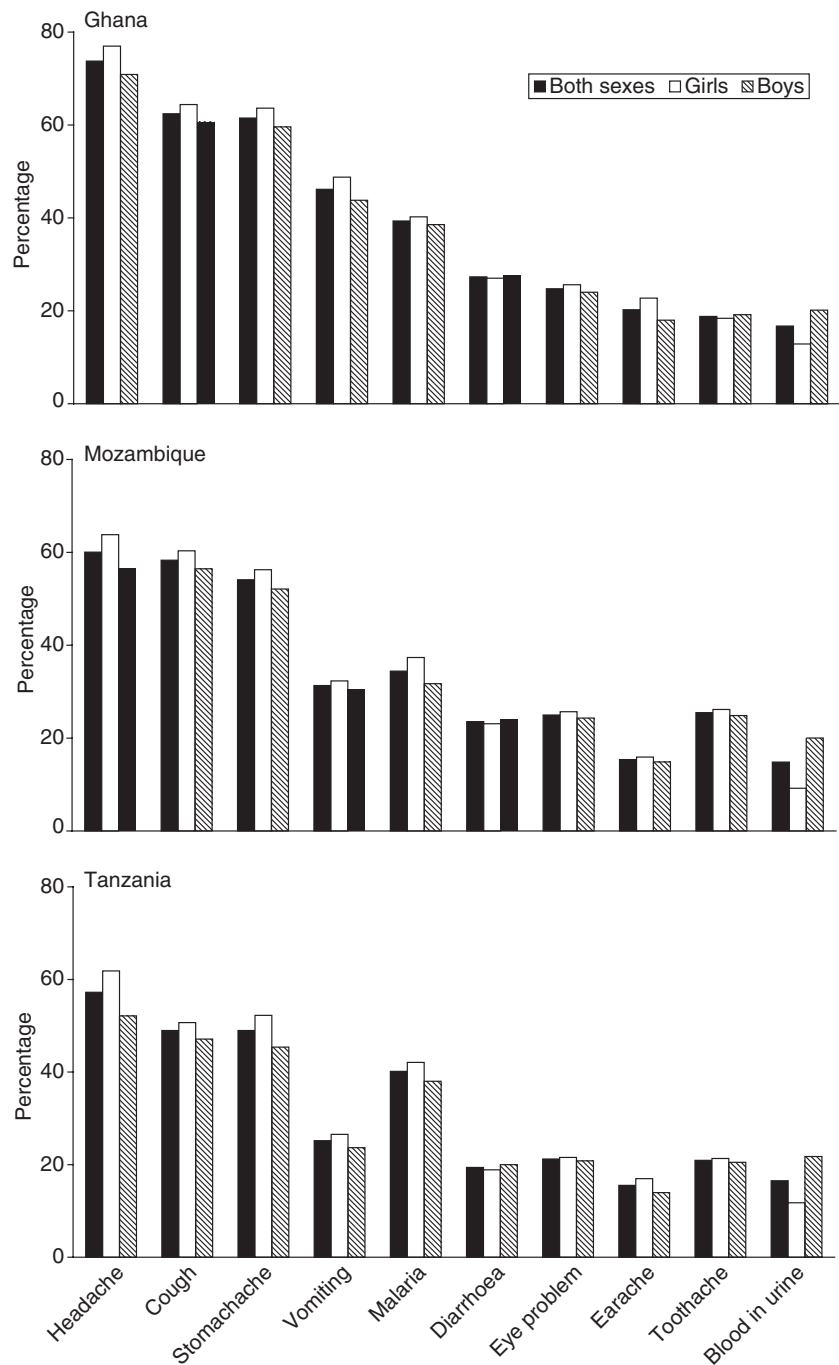 Ghana
80
60
40
20
0
Percentage
Both sexes Girls Boys
Mozambique
80
60
40
20
0
Percentage
Tanzania
80
60
40
20
0
Percentage
Headache
Cough
Stomachache
Vomiting
Malaria
Diarrhoea
Eye problem
Earache
Toothache
Blood in urine